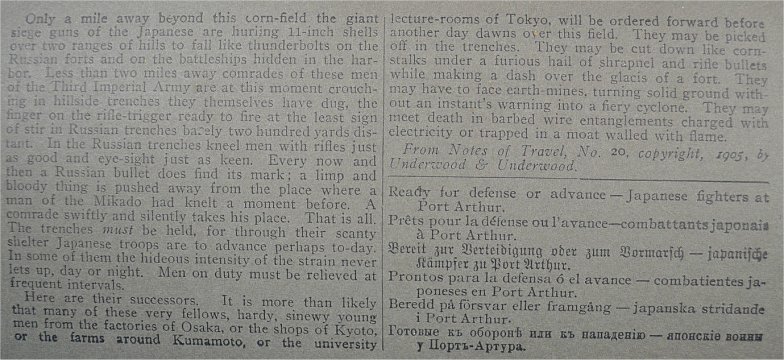 Only a mile away beyond this corn-field the giant
siege guns of the Japanese are hurling 11-inch shells
over two ranges of hills to fall like thunderbolts on the
Russian forts and on the battleships hidden in the har-
bor. Less than two miles away comrades of these men
of the Third Imperial Army are at this moment crouch-
ing in hillside trenches they themselves have dug, the
finger on the rifle-trigger ready to fire at the least sign
of stir in Russian trenches barely two hundred yards dis-
tant. In the Russian trenches kneel men with rifles just
as good and eye-sight just as keen. Every now and
then a Russian bullet does find its mark; a limp and
bloody thing is pushed away from the place where a
man of the Mikado had knelt a moment before. A
comrade swiftly and silently takes his place. That is all.
The trenches must be held, for through their scanty
shelter Japanese troops are to advance perhaps to-day.
In some of them the hideous intensity of the strain never
lets up, day or night. Men on duty must be relieved at
frequent intervals.
Here are their successors. It is more than likely
that many of these very fellows, hardy, sinewy young
men from the factories of Osaka, or the shops of Kyoto,
or the farms around Kumamoto, or the university
lecture-rooms of Tokyo, will be ordered forward before
another day dawns over this field. They may be picked
off in the trenches. They may be cut down like corn-
stalks under a furious hail of shrapnel and rifle bullets
while making a dash over the glacis of a fort. They
may have to face earth-mines, turning solid ground with-
out an instant's warning into a fiery cyclone. They may
meet death in barbed wire entanglements charged with
electricity or trapped in a moat walled with flame.
From Notes of Travel, No. 20, copyright, 1905, by
Underwood & Underwood.
Ready for defense or advance — Japanese fighters at
Port Arthur.
Prêts pour la défense ou l'avance—combattants japonais
à Port Arthur.
Bereit zur Verteidigung oder zum Vormarsch — japanische
Kämpfer zu Port Arthur.
Prontos para la defensa ó el avance — combatientes ja-
poneses en Port Arthur.
Beredd på försvar eller framgång — japanska stridande
i Port Arthur.
Готовые къ оборонѣ или къ нападенію — японскіе воины
у Портъ-Артура.